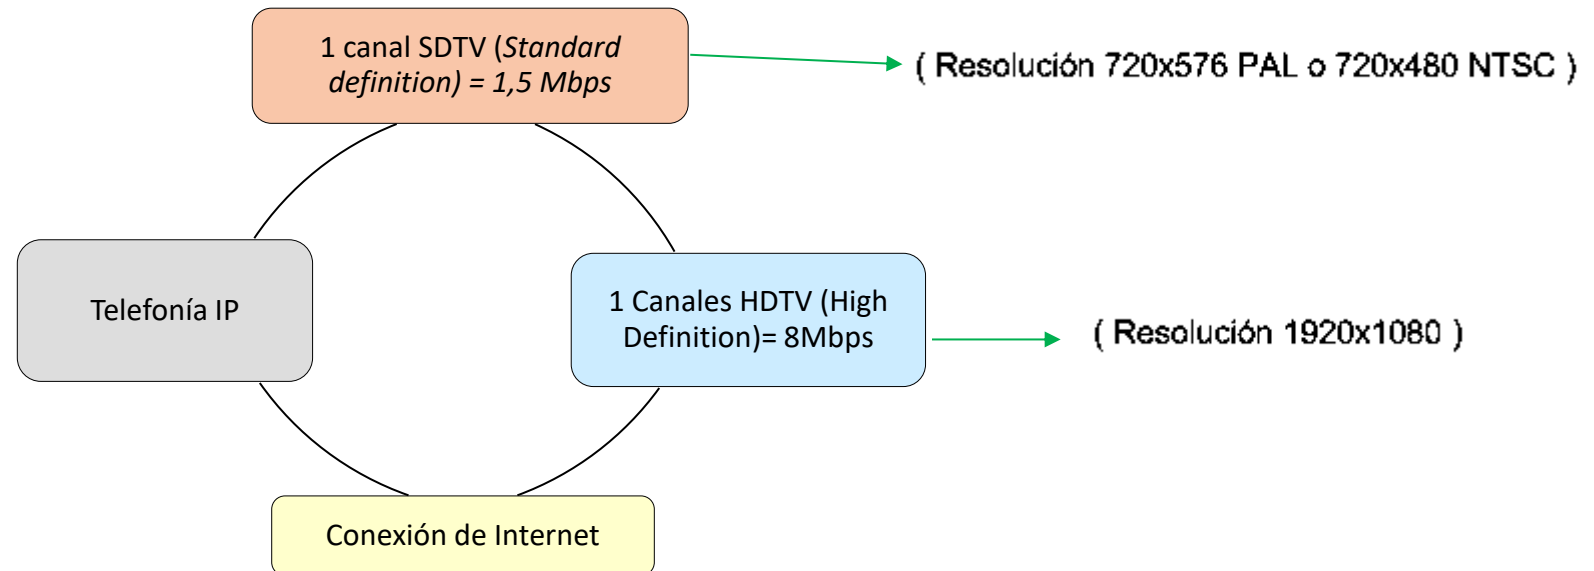 1 canal SDTV (Standard
definition) = 1,5 Mbps
( Resolución 720x576 PAL o 720x480 NTSC )
Telefonía IP
1 Canales HDTV (High
Definition)= 8Mbps
( Resolución 1920x1080 )
Conexión de Internet